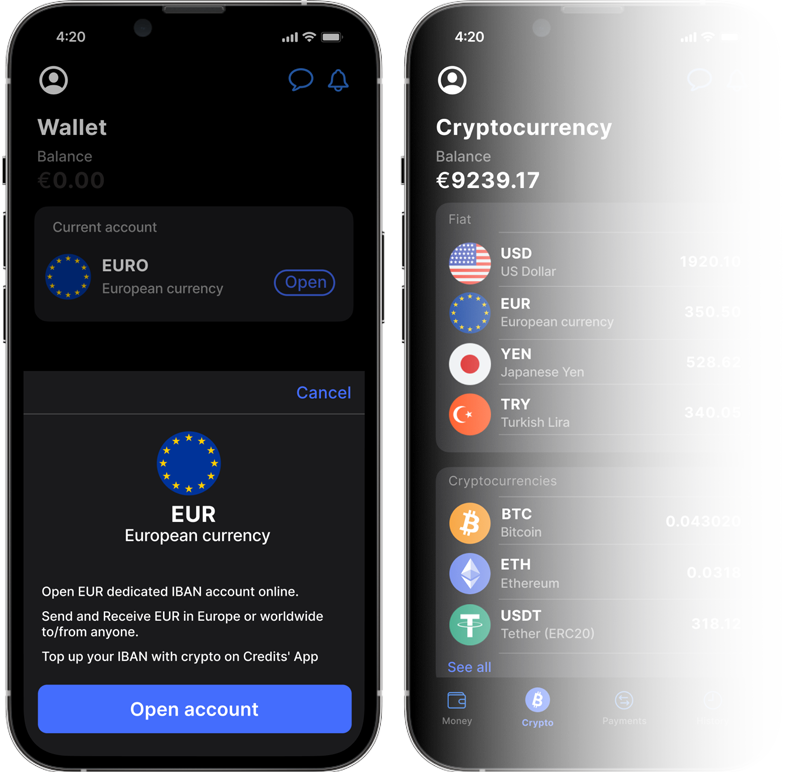 4:20
Wallet
Balance
€0.00
Current account
EURO
European currency
Open
Cancel
EUR
European currency
Open EUR dedicated IBAN account online.
Send and Receive EUR in Europe or worldwide
to/from anyone.
Top up your IBAN with crypto on Credits' App
Open account
4:20
Cryptocurrency
Balance
€9239.17
Fiat
USD
1920.10
US Dollar
EUR
350.50
European currency
YEN
528.62
Japanese Yen
TRY
340.05
Turkish Lira
Cryptocurrencies
BTC
0.043020
Bitcoin
ETH
0.0316
Ethereum
USDT
318.12
Tether (ERC20)
See all
Money
Crypto
Payments